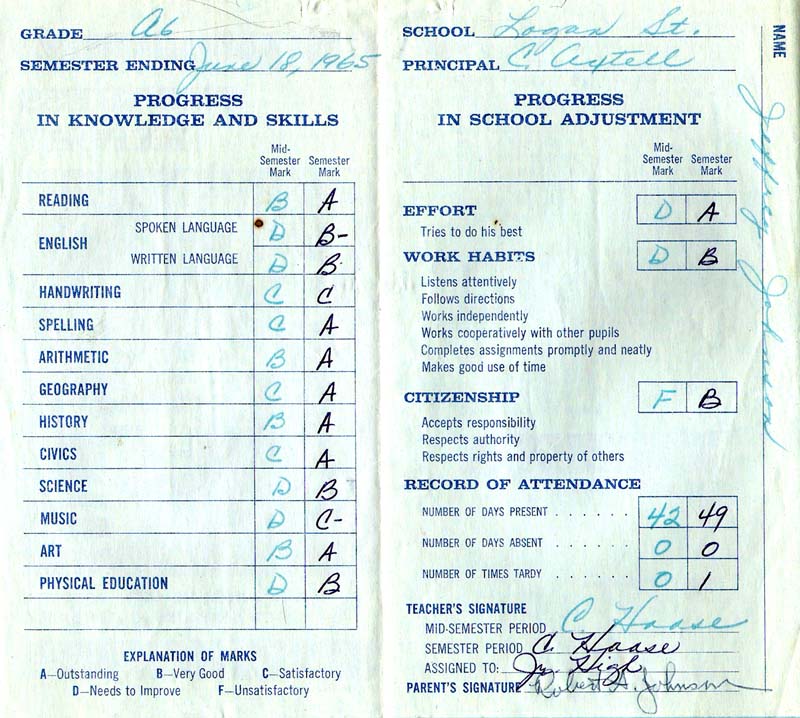 GRADE A6
SEMESTER ENDING June 18, 1965
PROGRESS
IN KNOWLEDGE AND SKILLS
Mid-
Semester
Mark
Semester
Mark
READING B A
ENGLISH
SPOKEN LANGUAGE D B-
WRITTEN LANGUAGE D B
HANDWRITING C C
SPELLING C A
ARITHMETIC B A
GEOGRAPHY C A
HISTORY B A
CIVICS C A
SCIENCE D B
MUSIC D C-
ART B A
PHYSICAL EDUCATION D B
EXPLANATION OF MARKS
A—Outstanding B—Very Good C—Satisfactory
D—Needs to Improve F—Unsatisfactory
SCHOOL Logan St.
PRINCIPAL C. Axtell
PROGRESS
IN SCHOOL ADJUSTMENT
Mid-
Semester
Mark
Semester
Mark
EFFORT D A
Tries to do his best
WORK HABITS D B
Listens attentively
Follows directions
Works independently
Works cooperatively with other pupils
Completes assignments promptly and neatly
Makes good use of time
CITIZENSHIP F B
Accepts responsibility
Respects authority
Respects rights and property of others
RECORD OF ATTENDANCE
NUMBER OF DAYS PRESENT . . . . . . 42 49
NUMBER OF DAYS ABSENT . . . . . . 0 0
NUMBER OF TIMES TARDY . . . . . . 0 1
TEACHER'S SIGNATURE
MID-SEMESTER PERIOD C. Haase
SEMESTER PERIOD C. Haase
ASSIGNED TO: Jr. High
PARENT'S SIGNATURE Robert A. Johnson
NAME Jeffrey Johnson